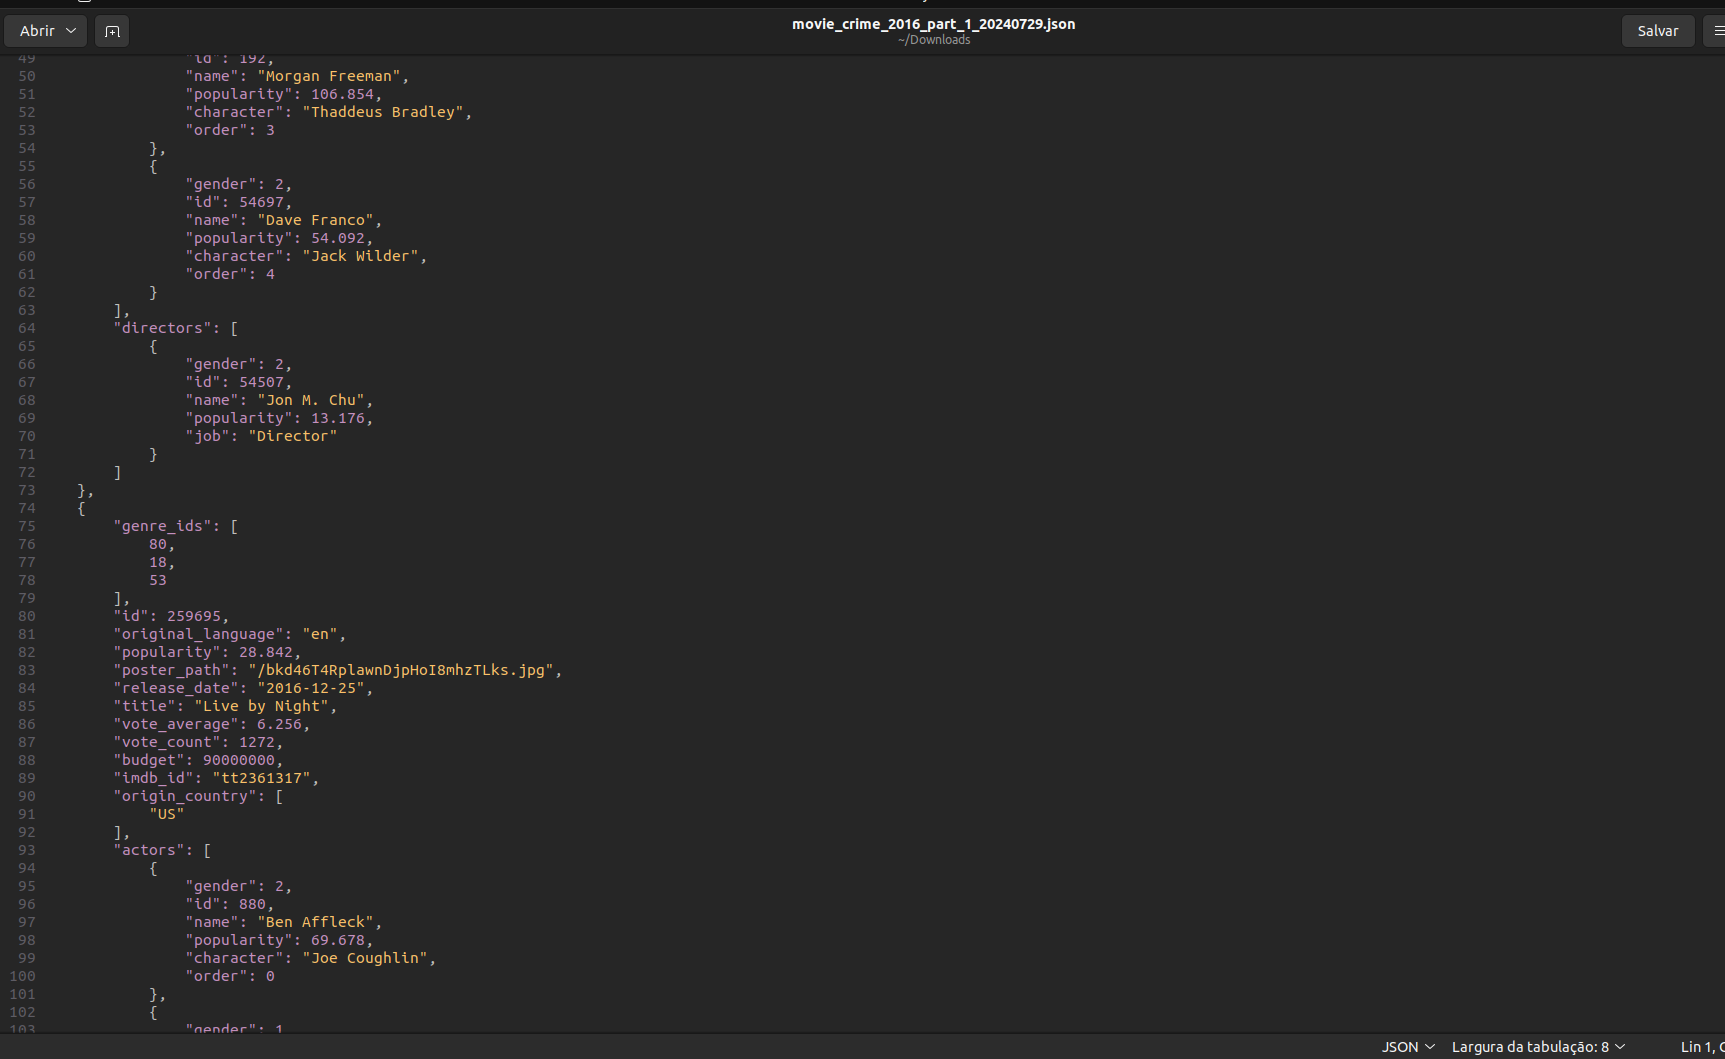 Abrir
movie_crime_2016_part_1_20240729.json
~/Downloads
Salvar
49 "id": 192,
50 "name": "Morgan Freeman",
51 "popularity": 106.854,
52 "character": "Thaddeus Bradley",
53 "order": 3
54 },
55 {
56 "gender": 2,
57 "id": 54697,
58 "name": "Dave Franco",
59 "popularity": 54.092,
60 "character": "Jack Wilder",
61 "order": 4
62 }
63 ],
64 "directors": [
65 {
66 "gender": 2,
67 "id": 54507,
68 "name": "Jon M. Chu",
69 "popularity": 13.176,
70 "job": "Director"
71 }
72 ]
73 },
74 {
75 "genre_ids": [
76 80,
77 18,
78 53
79 ],
80 "id": 259695,
81 "original_language": "en",
82 "popularity": 28.842,
83 "poster_path": "/bkd46T4RplawnDjpHoI8mhzTLks.jpg",
84 "release_date": "2016-12-25",
85 "title": "Live by Night",
86 "vote_average": 6.256,
87 "vote_count": 1272,
88 "budget": 90000000,
89 "imdb_id": "tt2361317",
90 "origin_country": [
91 "US"
92 ],
93 "actors": [
94 {
95 "gender": 2,
96 "id": 880,
97 "name": "Ben Affleck",
98 "popularity": 69.678,
99 "character": "Joe Coughlin",
100 "order": 0
101 },
102 {
103 "gender": 1
JSON Largura da tabulação: 8 Lin 1,